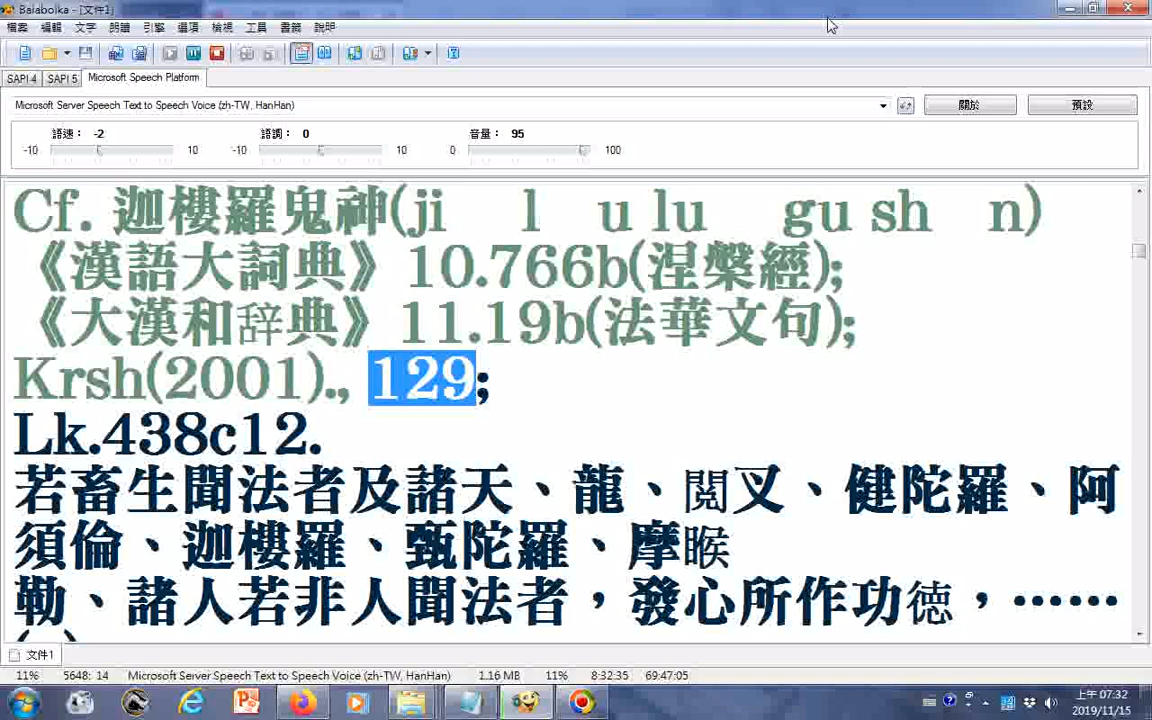 Balabolka - [文件1]
檔案 編輯 文字 朗讀 引擎 選項 檢視 工具 書籤 說明
SAPI 4 SAPI 5 Microsoft Speech Platform
Microsoft Server Speech Text to Speech Voice (zh-TW, HanHan) 關於 預設
語速： -2 語調： 0 音量： 95
-10 10 -10 10 0 100
Cf. 迦樓羅鬼神(ji l u lu gu sh n)
《漢語大詞典》 10.766b(涅槃經);
《大漢和辞典》 11.19b(法華文句);
Krsh(2001)., 129;
Lk.438c12.
若畜生聞法者及諸天、龍、閱叉、健陀羅、阿
須倫、迦樓羅、甄陀羅、摩睺
勒、諸人若非人聞法者，發心所作功徳，……
文件1
11% 5648: 14 Microsoft Server Speech Text to Speech Voice (zh-TW, HanHan) 1.16 MB 11% 8:32:35 69:47:05
上午 07:32
2019/11/15